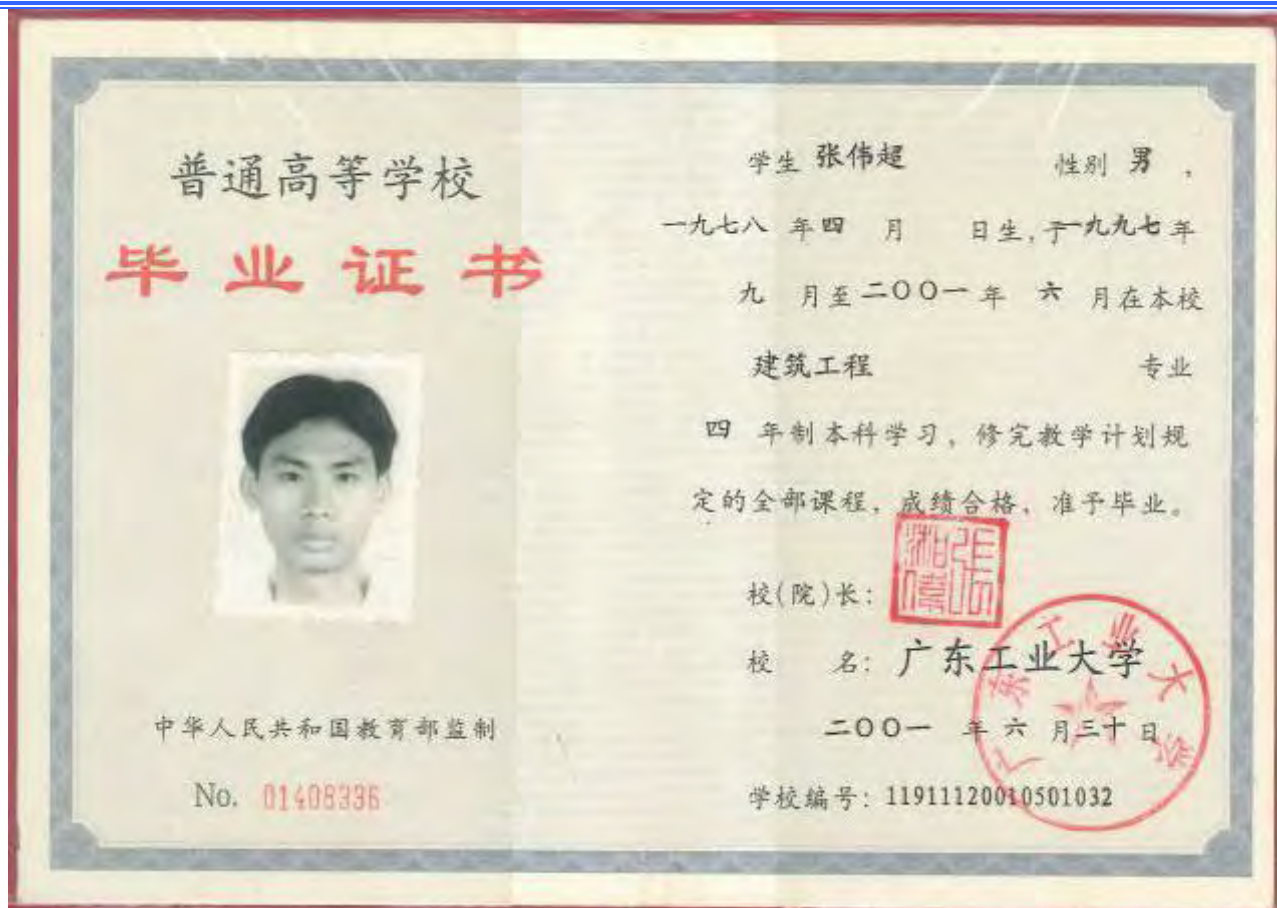 普通高等学校
毕业证书
中华人民共和国教育部监制
No. 01408336
学生 张伟超 性别 男,
一九七八 年 四 月 日生,于一九九七年
九 月至二〇〇一年 六 月在本校
建筑工程 专业
四 年制本科学习,修完教学计划规
定的全部课程,成绩合格,准予毕业。
校(院)长:
校 名: 广东工业大学
广东工业大学
二〇〇一 年 六 月三十日
学校编号: 11911120010501032